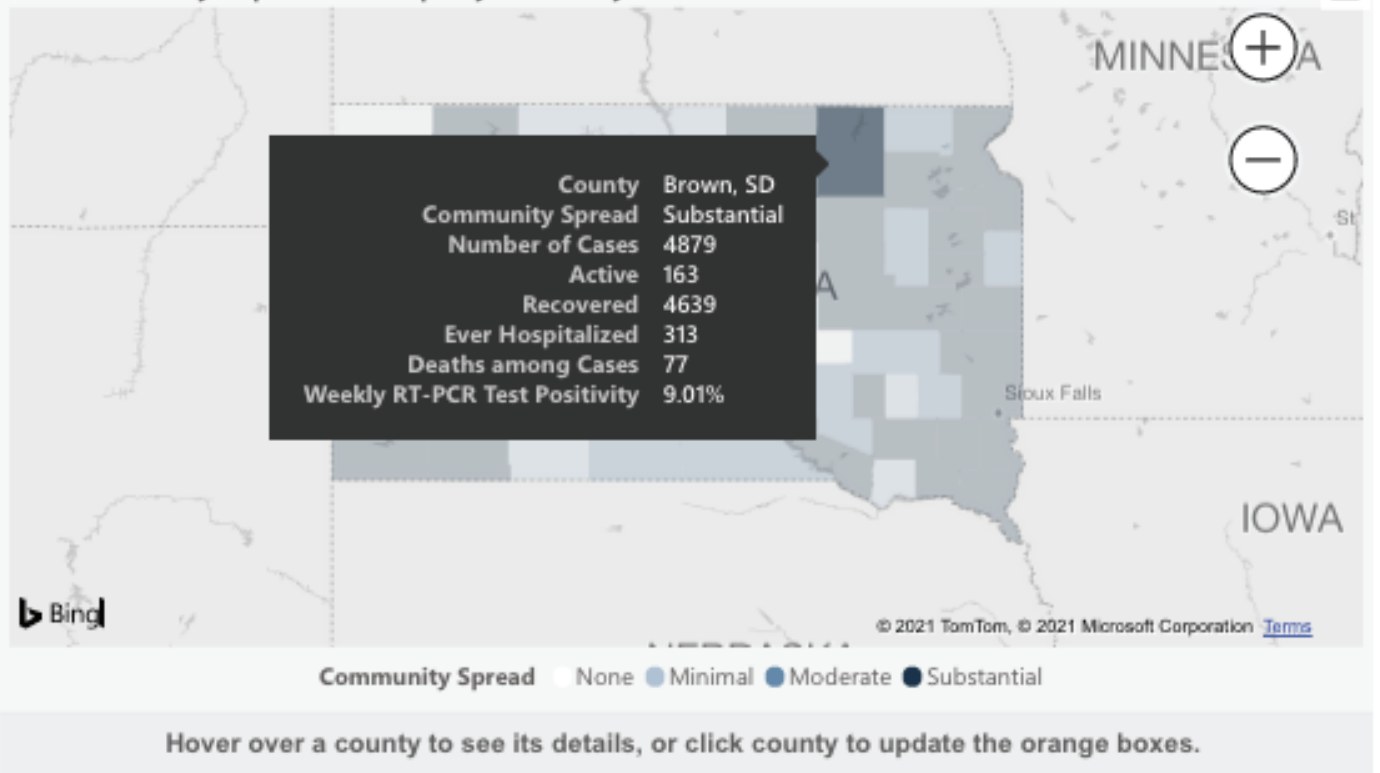 MINNES A
+
−
County Brown, SD
Community Spread Substantial
Number of Cases 4879
Active 163
Recovered 4639
Ever Hospitalized 313
Deaths among Cases 77
Weekly RT-PCR Test Positivity 9.01%
St
A
Sioux Falls
IOWA
Bing
© 2021 TomTom, © 2021 Microsoft Corporation Terms
Community Spread None Minimal Moderate Substantial
Hover over a county to see its details, or click county to update the orange boxes.